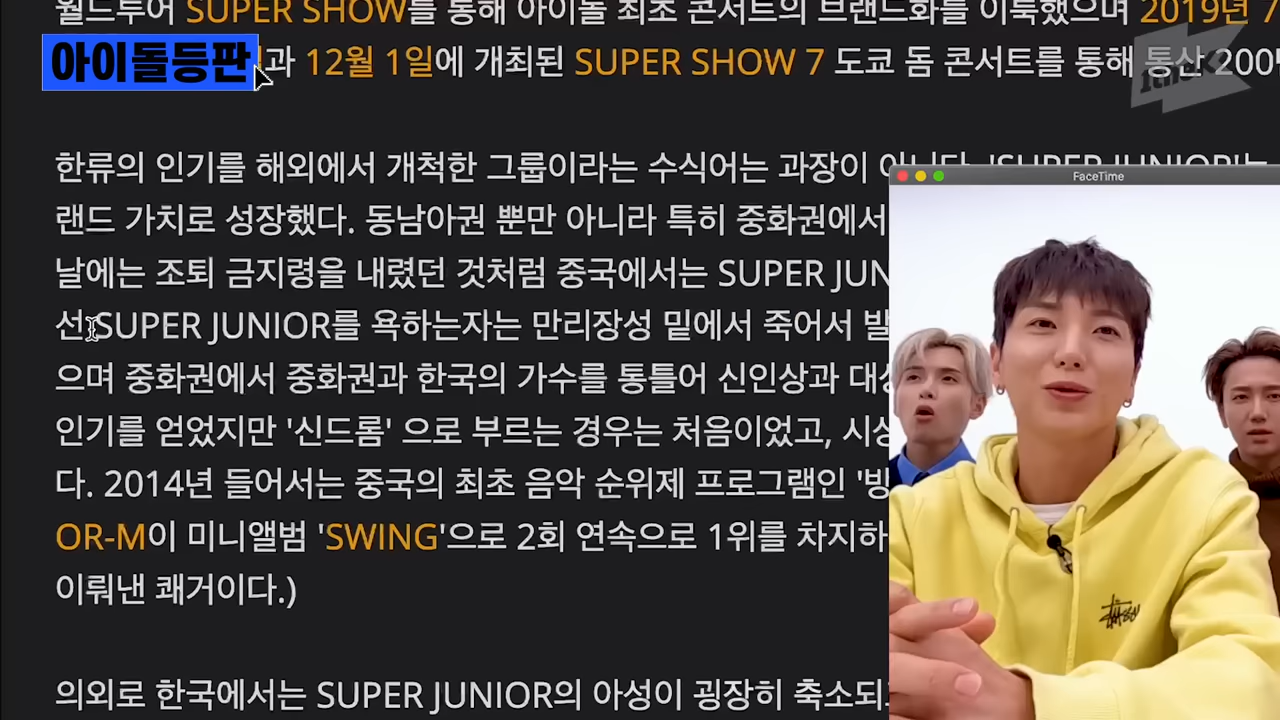 월드투어 SUPER SHOW를 통해 아이돌 최초 콘서트의 브랜드화를 이룩했으며 2019년 7
아이돌등판
과 12월 1일에 개최된 SUPER SHOW 7 도쿄 돔 콘서트를 통해 통산 200
1theK
한류의 인기를 해외에서 개척한 그룹이라는 수식어는 과장이 아니다. 'SUPER JUNIOR'는
FaceTime
랜드 가치로 성장했다. 동남아권 뿐만 아니라 특히 중화권에서
날에는 조퇴 금지령을 내렸던 것처럼 중국에서는 SUPER JUN
선 SUPER JUNIOR를 욕하는자는 만리장성 밑에서 죽어서 발
으며 중화권에서 중화권과 한국의 가수를 통틀어 신인상과 대상
인기를 얻었지만 '신드롬' 으로 부르는 경우는 처음이었고, 시상
다. 2014년 들어서는 중국의 최초 음악 순위제 프로그램인 '방
OR-M이 미니앨범 'SWING'으로 2회 연속으로 1위를 차지하
이뤄낸 쾌거이다.)
의외로 한국에서는 SUPER JUNIOR의 아성이 굉장히 축소되